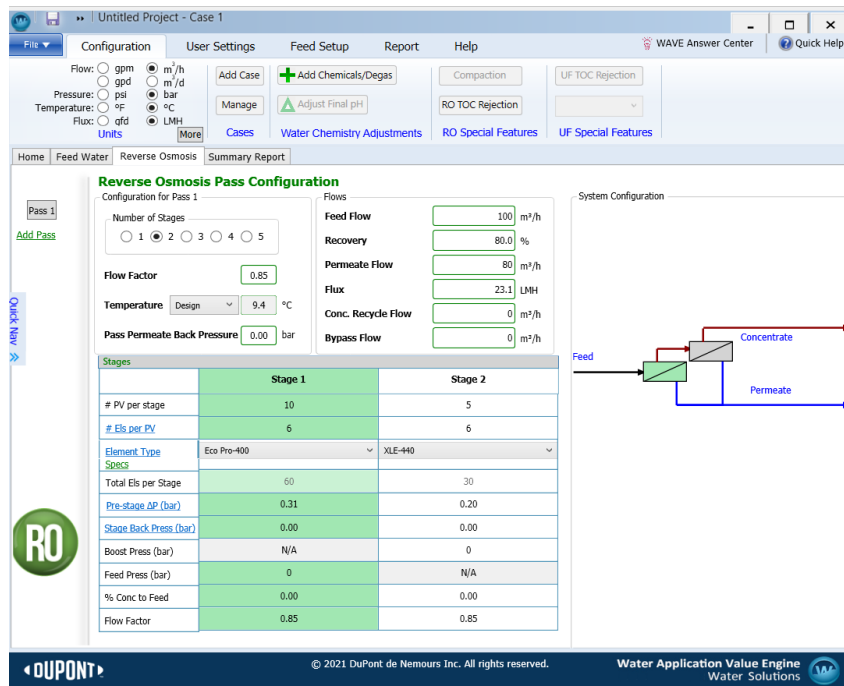 Untitled Project - Case 1
File
Configuration
User Settings
Feed Setup
Report
Help
WAVE Answer Center
Quick Help
Flow: gpm m³/h
gpd m³/d
Pressure: psi bar
Temperature: °F °C
Flux: gfd LMH
Units More
Add Case
Manage
Cases
Add Chemicals/Degas
Adjust Final pH
Water Chemistry Adjustments
Compaction
RO TOC Rejection
RO Special Features
UF TOC Rejection
UF Special Features
Home Feed Water Reverse Osmosis Summary Report
Pass 1
Add Pass
Quick Nav
Reverse Osmosis Pass Configuration
Configuration for Pass 1
Number of Stages
1 2 3 4 5
Flow Factor 0.85
Temperature Design 9.4 °C
Pass Permeate Back Pressure 0.00 bar
Flows
Feed Flow 100 m³/h
Recovery 80.0 %
Permeate Flow 80 m³/h
Flux 23.1 LMH
Conc. Recycle Flow 0 m³/h
Bypass Flow 0 m³/h
System Configuration
Feed
Concentrate
Permeate
Stages
Stage 1 Stage 2
# PV per stage 10 5
# Els per PV 6 6
Element Type Eco Pro-400 XLE-440
Specs
Total Els per Stage 60 30
Pre-stage ΔP (bar) 0.31 0.20
Stage Back Press (bar) 0.00 0.00
Boost Press (bar) N/A 0
Feed Press (bar) 0 N/A
% Conc to Feed 0.00 0.00
Flow Factor 0.85 0.85
RO
DUPONT
© 2021 DuPont de Nemours Inc. All rights reserved.
Water Application Value Engine
Water Solutions